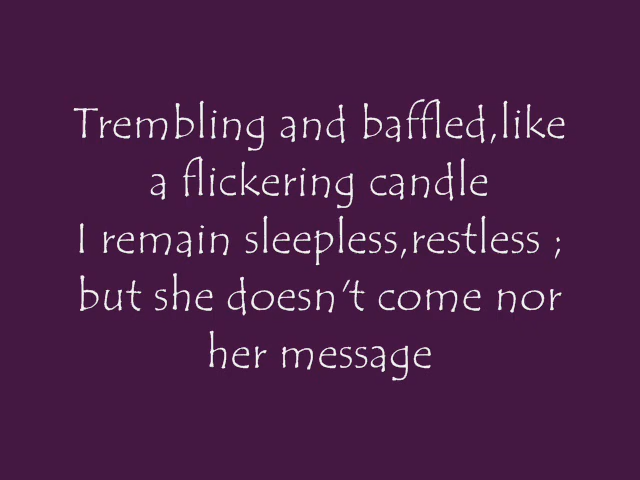 Trembling and baffled,like
a flickering candle
I remain sleepless,restless ;
but she doesn't come nor
her message